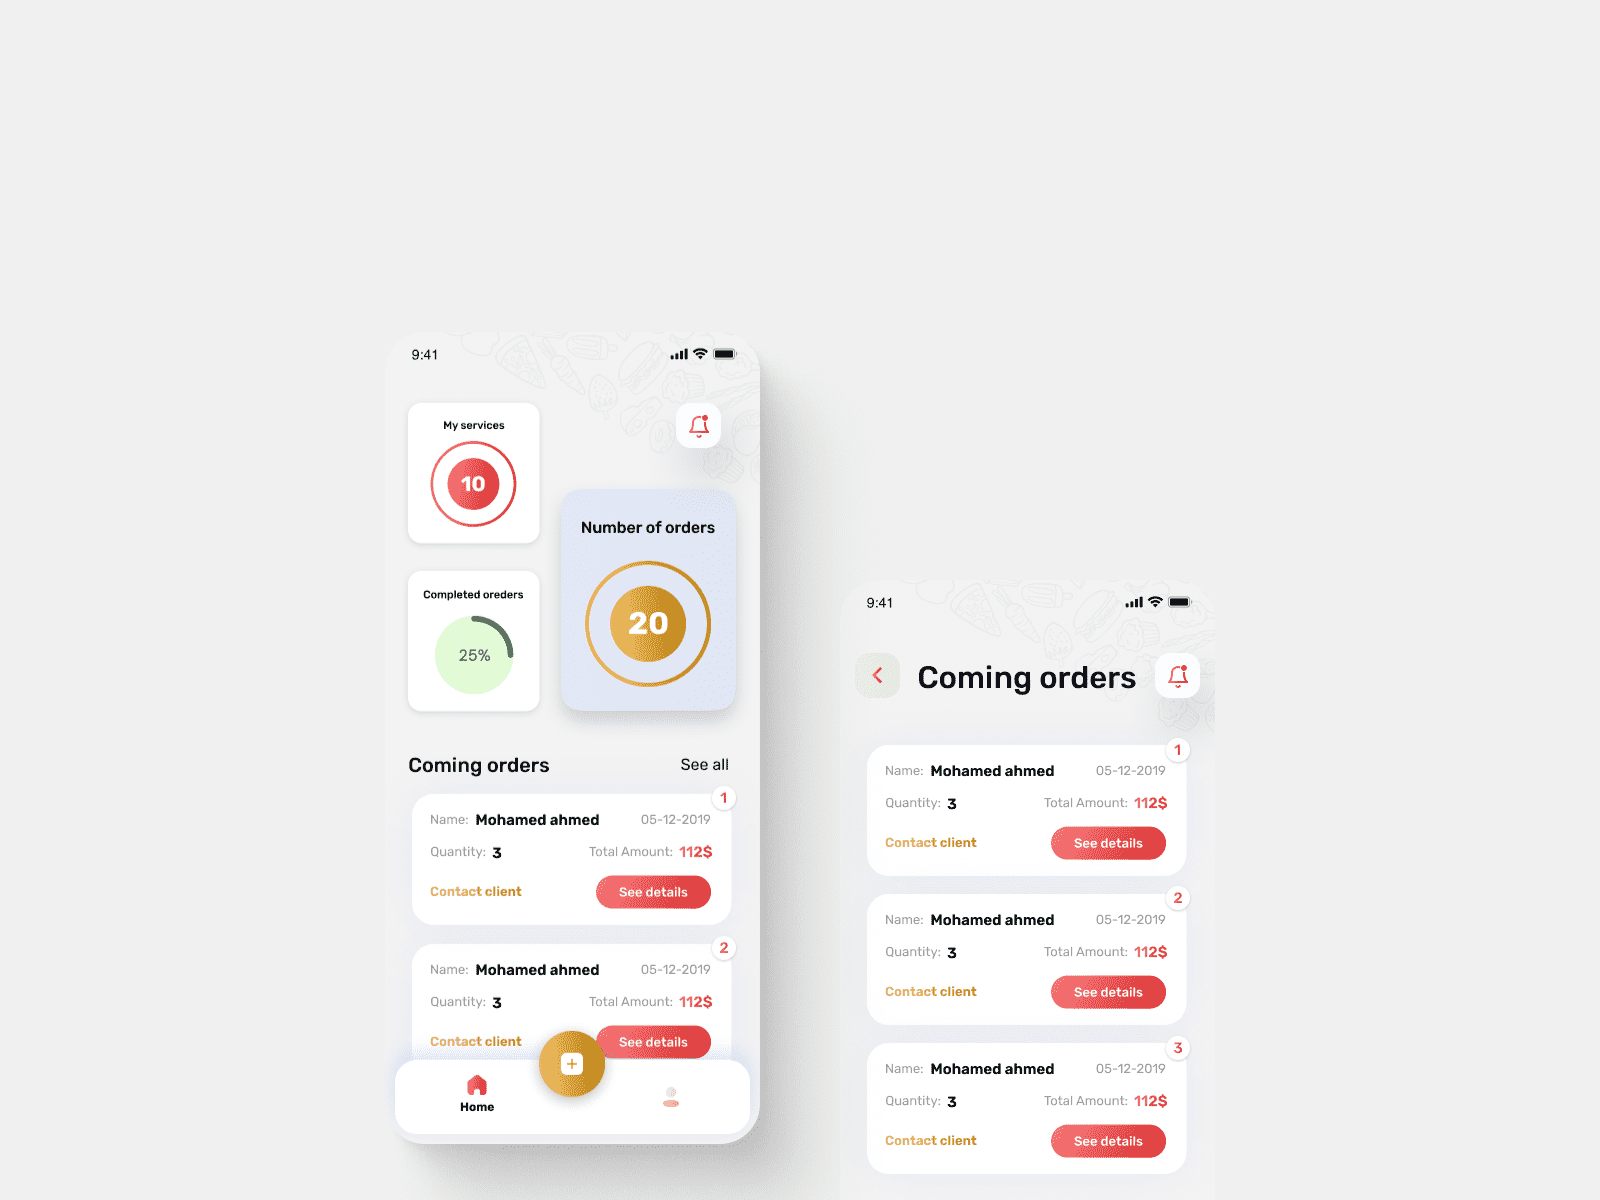 9:41
My services
10
Number of orders
20
Completed oreders
25%
Coming orders See all
1
Name: Mohamed ahmed 05-12-2019
Quantity: 3 Total Amount: 112$
Contact client See details
2
Name: Mohamed ahmed 05-12-2019
Quantity: 3 Total Amount: 112$
Contact client See details
Home
9:41
Coming orders
1
Name: Mohamed ahmed 05-12-2019
Quantity: 3 Total Amount: 112$
Contact client See details
2
Name: Mohamed ahmed 05-12-2019
Quantity: 3 Total Amount: 112$
Contact client See details
3
Name: Mohamed ahmed 05-12-2019
Quantity: 3 Total Amount: 112$
Contact client See details